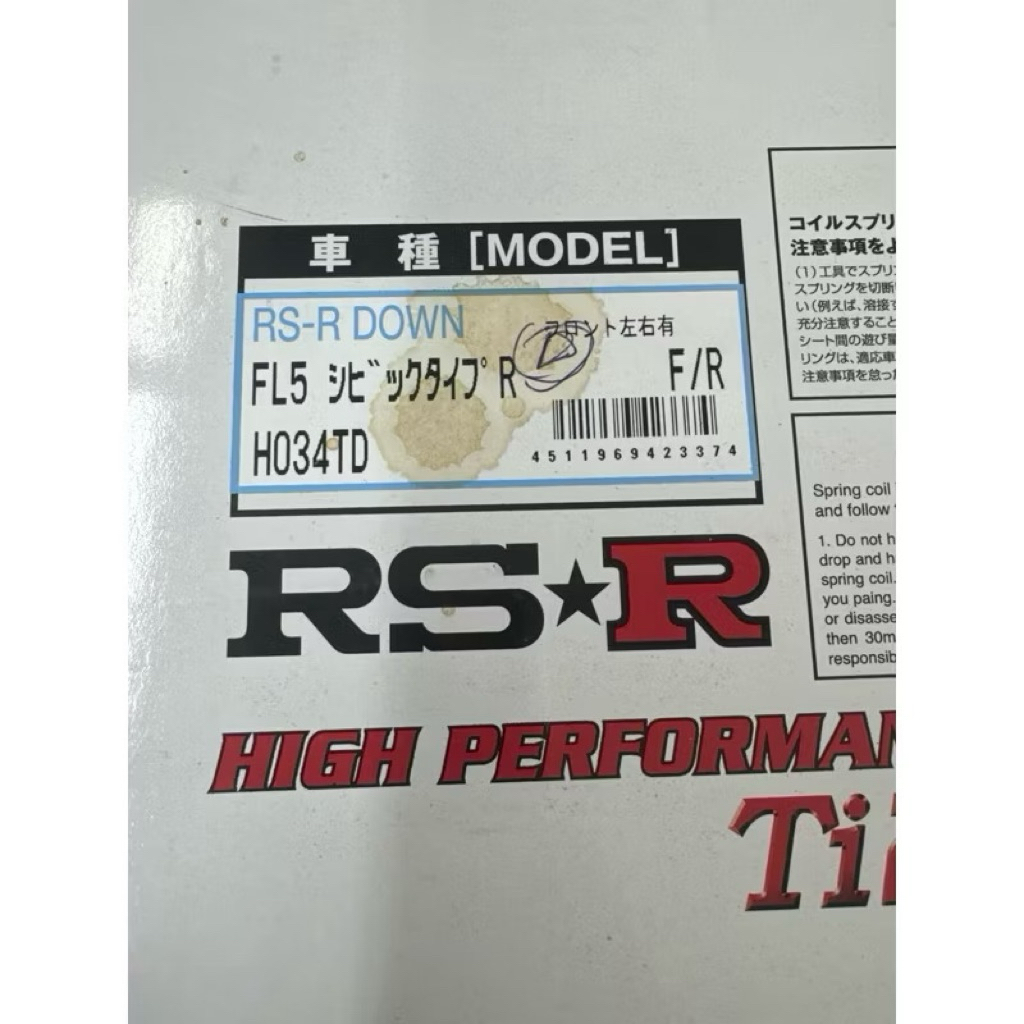 車 種 [MODEL]
RS-R DOWN
フロント左右有
FL5 シビックタイプR
F/R
H034TD
4511969423374
RS★R
HIGH PERFORMAN
Ti2
コイルスプリ
注意事項をよ
(1)工具でスプリ
スプリングを切断
い(例えば、溶接す
充分注意すること
シート間の遊び量
リングは、適応車
注意事項を怠った
Spring coil
and follow
1. Do not h
drop and h
spring coil.
you paing.
or disasse
then 30m
responsib